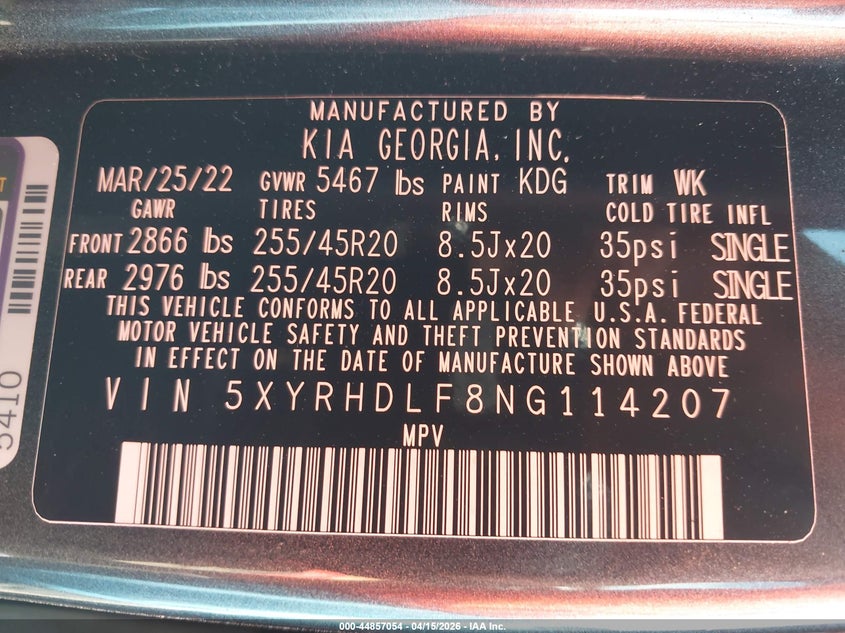 MANUFACTURED BY
KIA GEORGIA, INC.
MAR/25/22 GVWR 5467 lbs PAINT KDG TRIM WK
GAWR TIRES RIMS COLD TIRE INFL
FRONT 2866 lbs 255/45R20 8.5Jx20 35psi SINGLE
REAR 2976 lbs 255/45R20 8.5Jx20 35psi SINGLE
THIS VEHICLE CONFORMS TO ALL APPLICABLE U.S.A. FEDERAL
MOTOR VEHICLE SAFETY AND THEFT PREVENTION STANDARDS
IN EFFECT ON THE DATE OF MANUFACTURE SHOWN ABOVE
VIN 5XYRHDLF8NG114207
MPV
5410
000-44857054 - 04/15/2026 - IAA Inc.